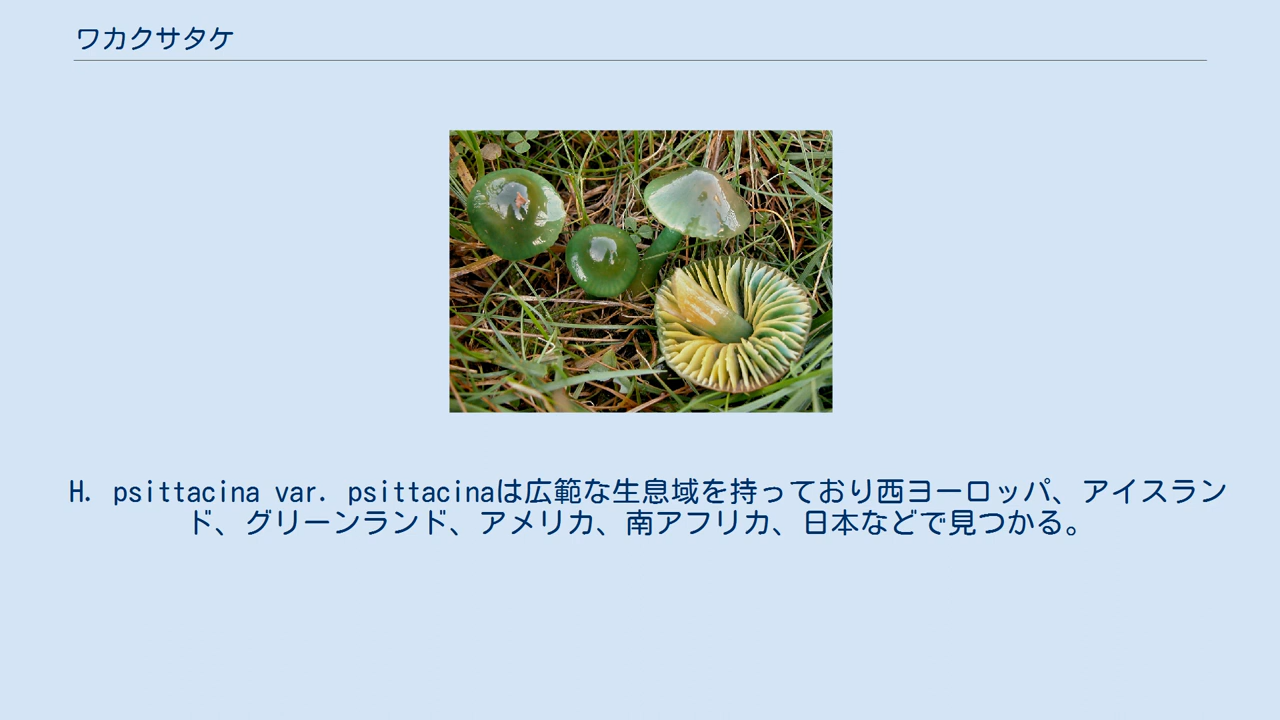 ワカクサタケ
H. psittacina var. psittacinaは広範な生息域を持っており西ヨーロッパ、アイスラン
ド、グリーンランド、アメリカ、南アフリカ、日本などで見つかる。